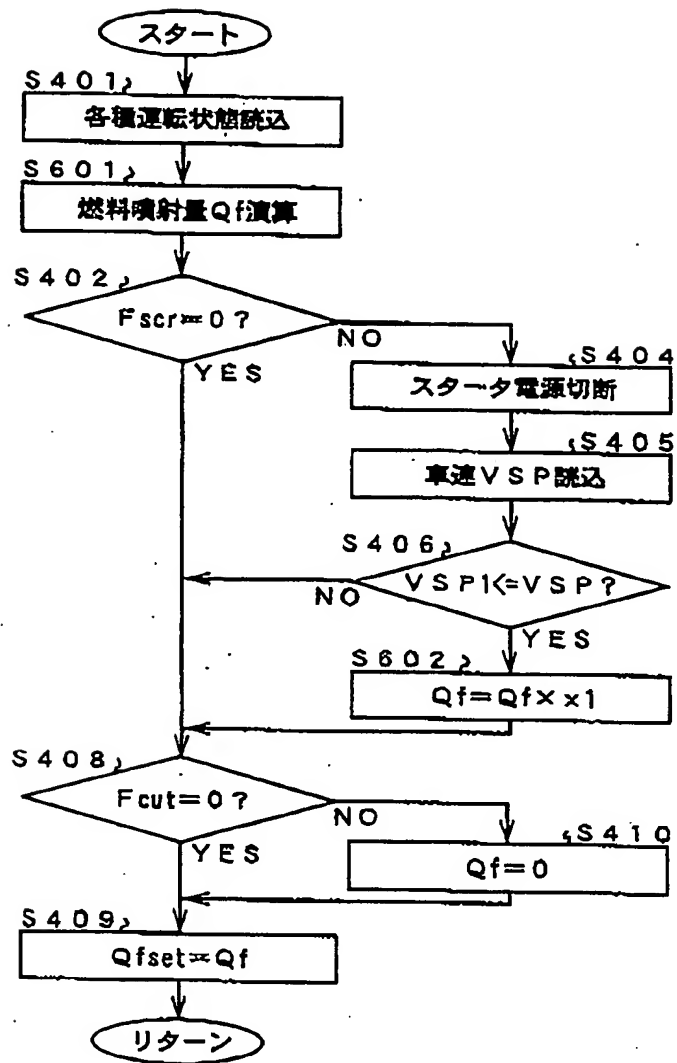 スタート
S401
各種運転状態読込
S601
燃料噴射量Qf演算
S402
Fscr=0?
NO
YES
S404
スタータ電源切断
S405
車速VSP読込
S406
VSP1<=VSP?
NO
YES
S602
Qf=Qf×x1
S408
Fcut=0?
NO
YES
S410
Qf=0
S409
Qfset=Qf
リターン